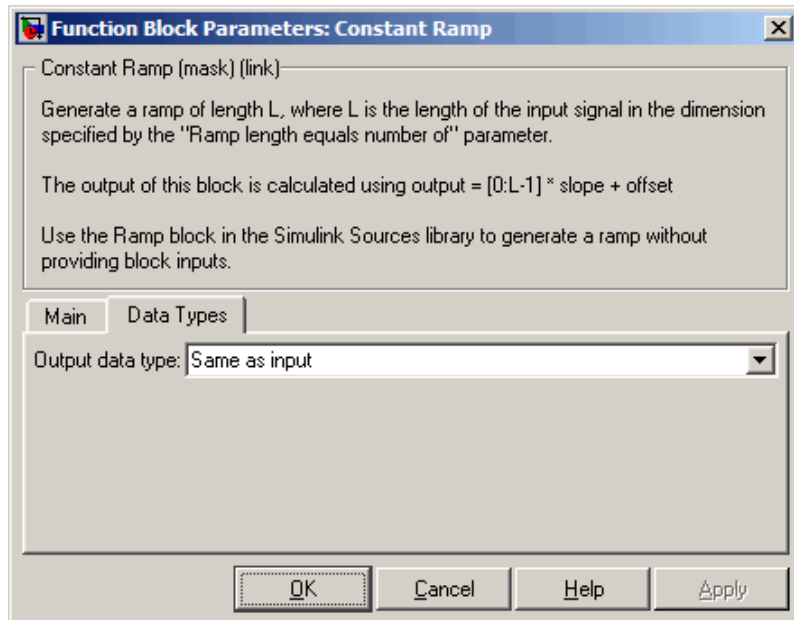 Function Block Parameters: Constant Ramp
Constant Ramp (mask) (link)
Generate a ramp of length L, where L is the length of the input signal in the dimension
specified by the "Ramp length equals number of" parameter.
The output of this block is calculated using output = [0:L-1] * slope + offset
Use the Ramp block in the Simulink Sources library to generate a ramp without
providing block inputs.
Main Data Types
Output data type: Same as input
OK Cancel Help Apply